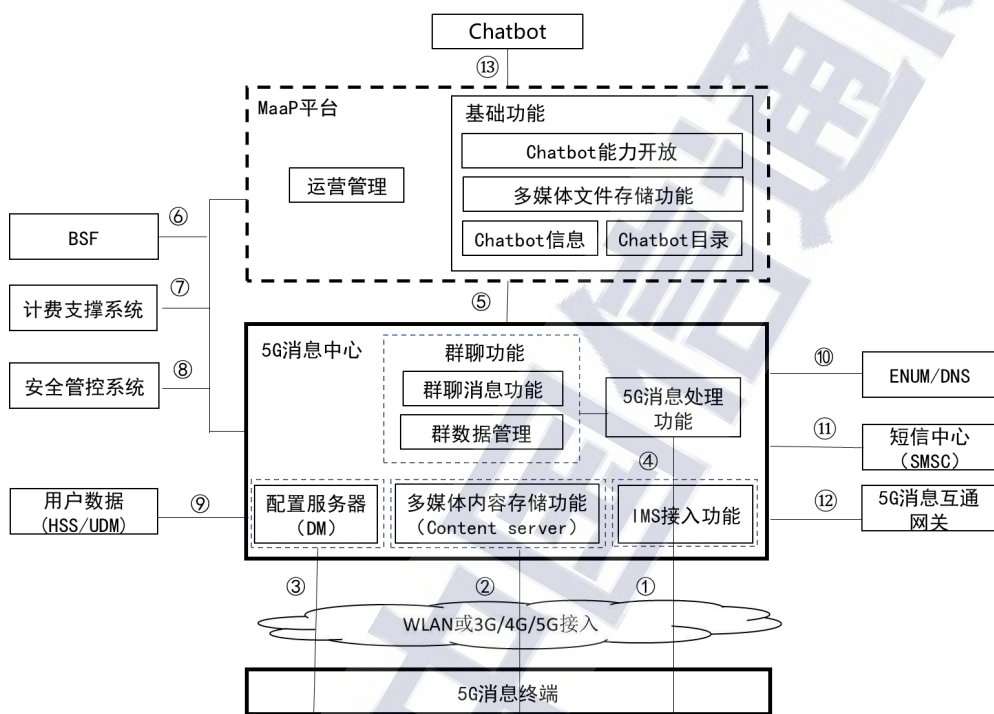 Chatbot
⑬
MaaP平台
基础功能
Chatbot能力开放
运营管理
多媒体文件存储功能
Chatbot信息
Chatbot目录
⑥
BSF
⑤
⑦
计费支撑系统
5G消息中心
群聊功能
⑧
安全管控系统
群聊消息功能
5G消息处理
功能
群数据管理
⑩
ENUM/DNS
⑪
短信中心
(SMSC)
④
用户数据
(HSS/UDM)
⑨
配置服务器
(DM)
多媒体内容存储功能
(Content server)
IMS接入功能
⑫
5G消息互通
网关
③
②
①
WLAN或3G/4G/5G接入
5G消息终端
中国信通